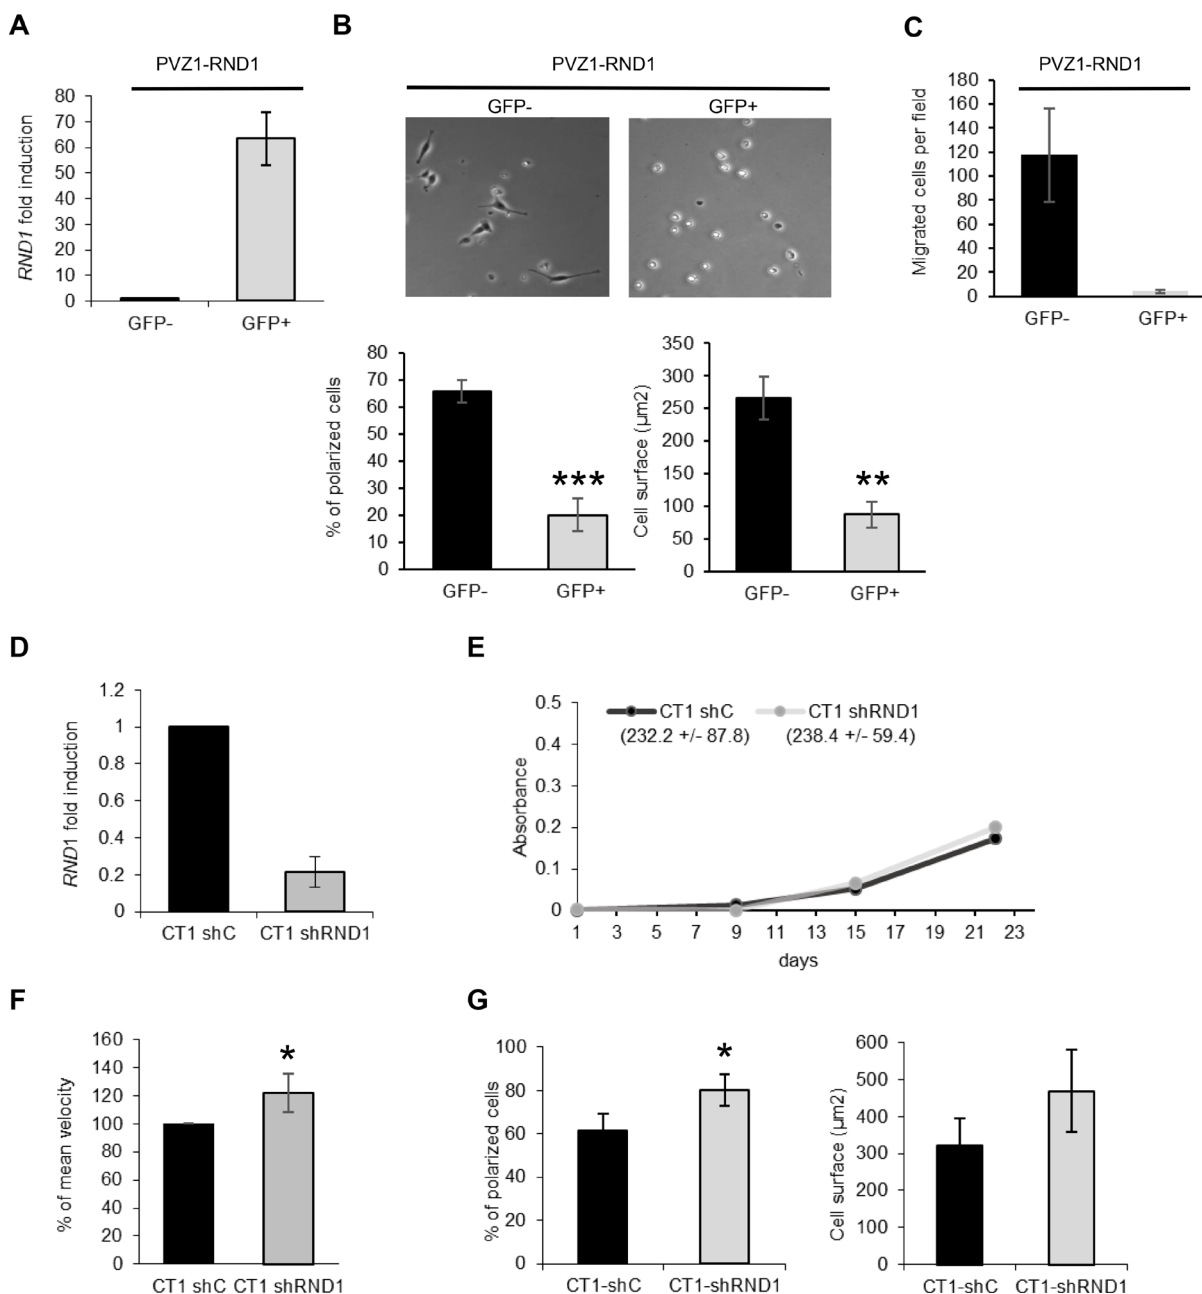 A
PVZ1-RND1
RND1 fold induction
80
70
60
50
40
30
20
10
0
GFP-
GFP+
B
PVZ1-RND1
GFP-
GFP+
% of polarized cells
80
70
60
50
40
30
20
10
0
***
GFP-
GFP+
Cell surface (µm2)
350
300
250
200
150
100
50
0
**
GFP-
GFP+
C
PVZ1-RND1
Migrated cells per field
180
160
140
120
100
80
60
40
20
0
GFP-
GFP+
D
RND1 fold induction
1.2
1
0.8
0.6
0.4
0.2
0
CT1 shC
CT1 shRND1
E
Absorbance
0.5
0.4
0.3
0.2
0.1
0
CT1 shC
(232.2 +/- 87.8)
CT1 shRND1
(238.4 +/- 59.4)
1 3 5 7 9 11 13 15 17 19 21 23
days
F
% of mean velocity
160
140
120
100
80
60
40
20
0
*
CT1 shC
CT1 shRND1
G
% of polarized cells
100
80
60
40
20
0
*
CT1-shC
CT1-shRND1
Cell surface (µm2)
600
500
400
300
200
100
0
CT1-shC
CT1-shRND1